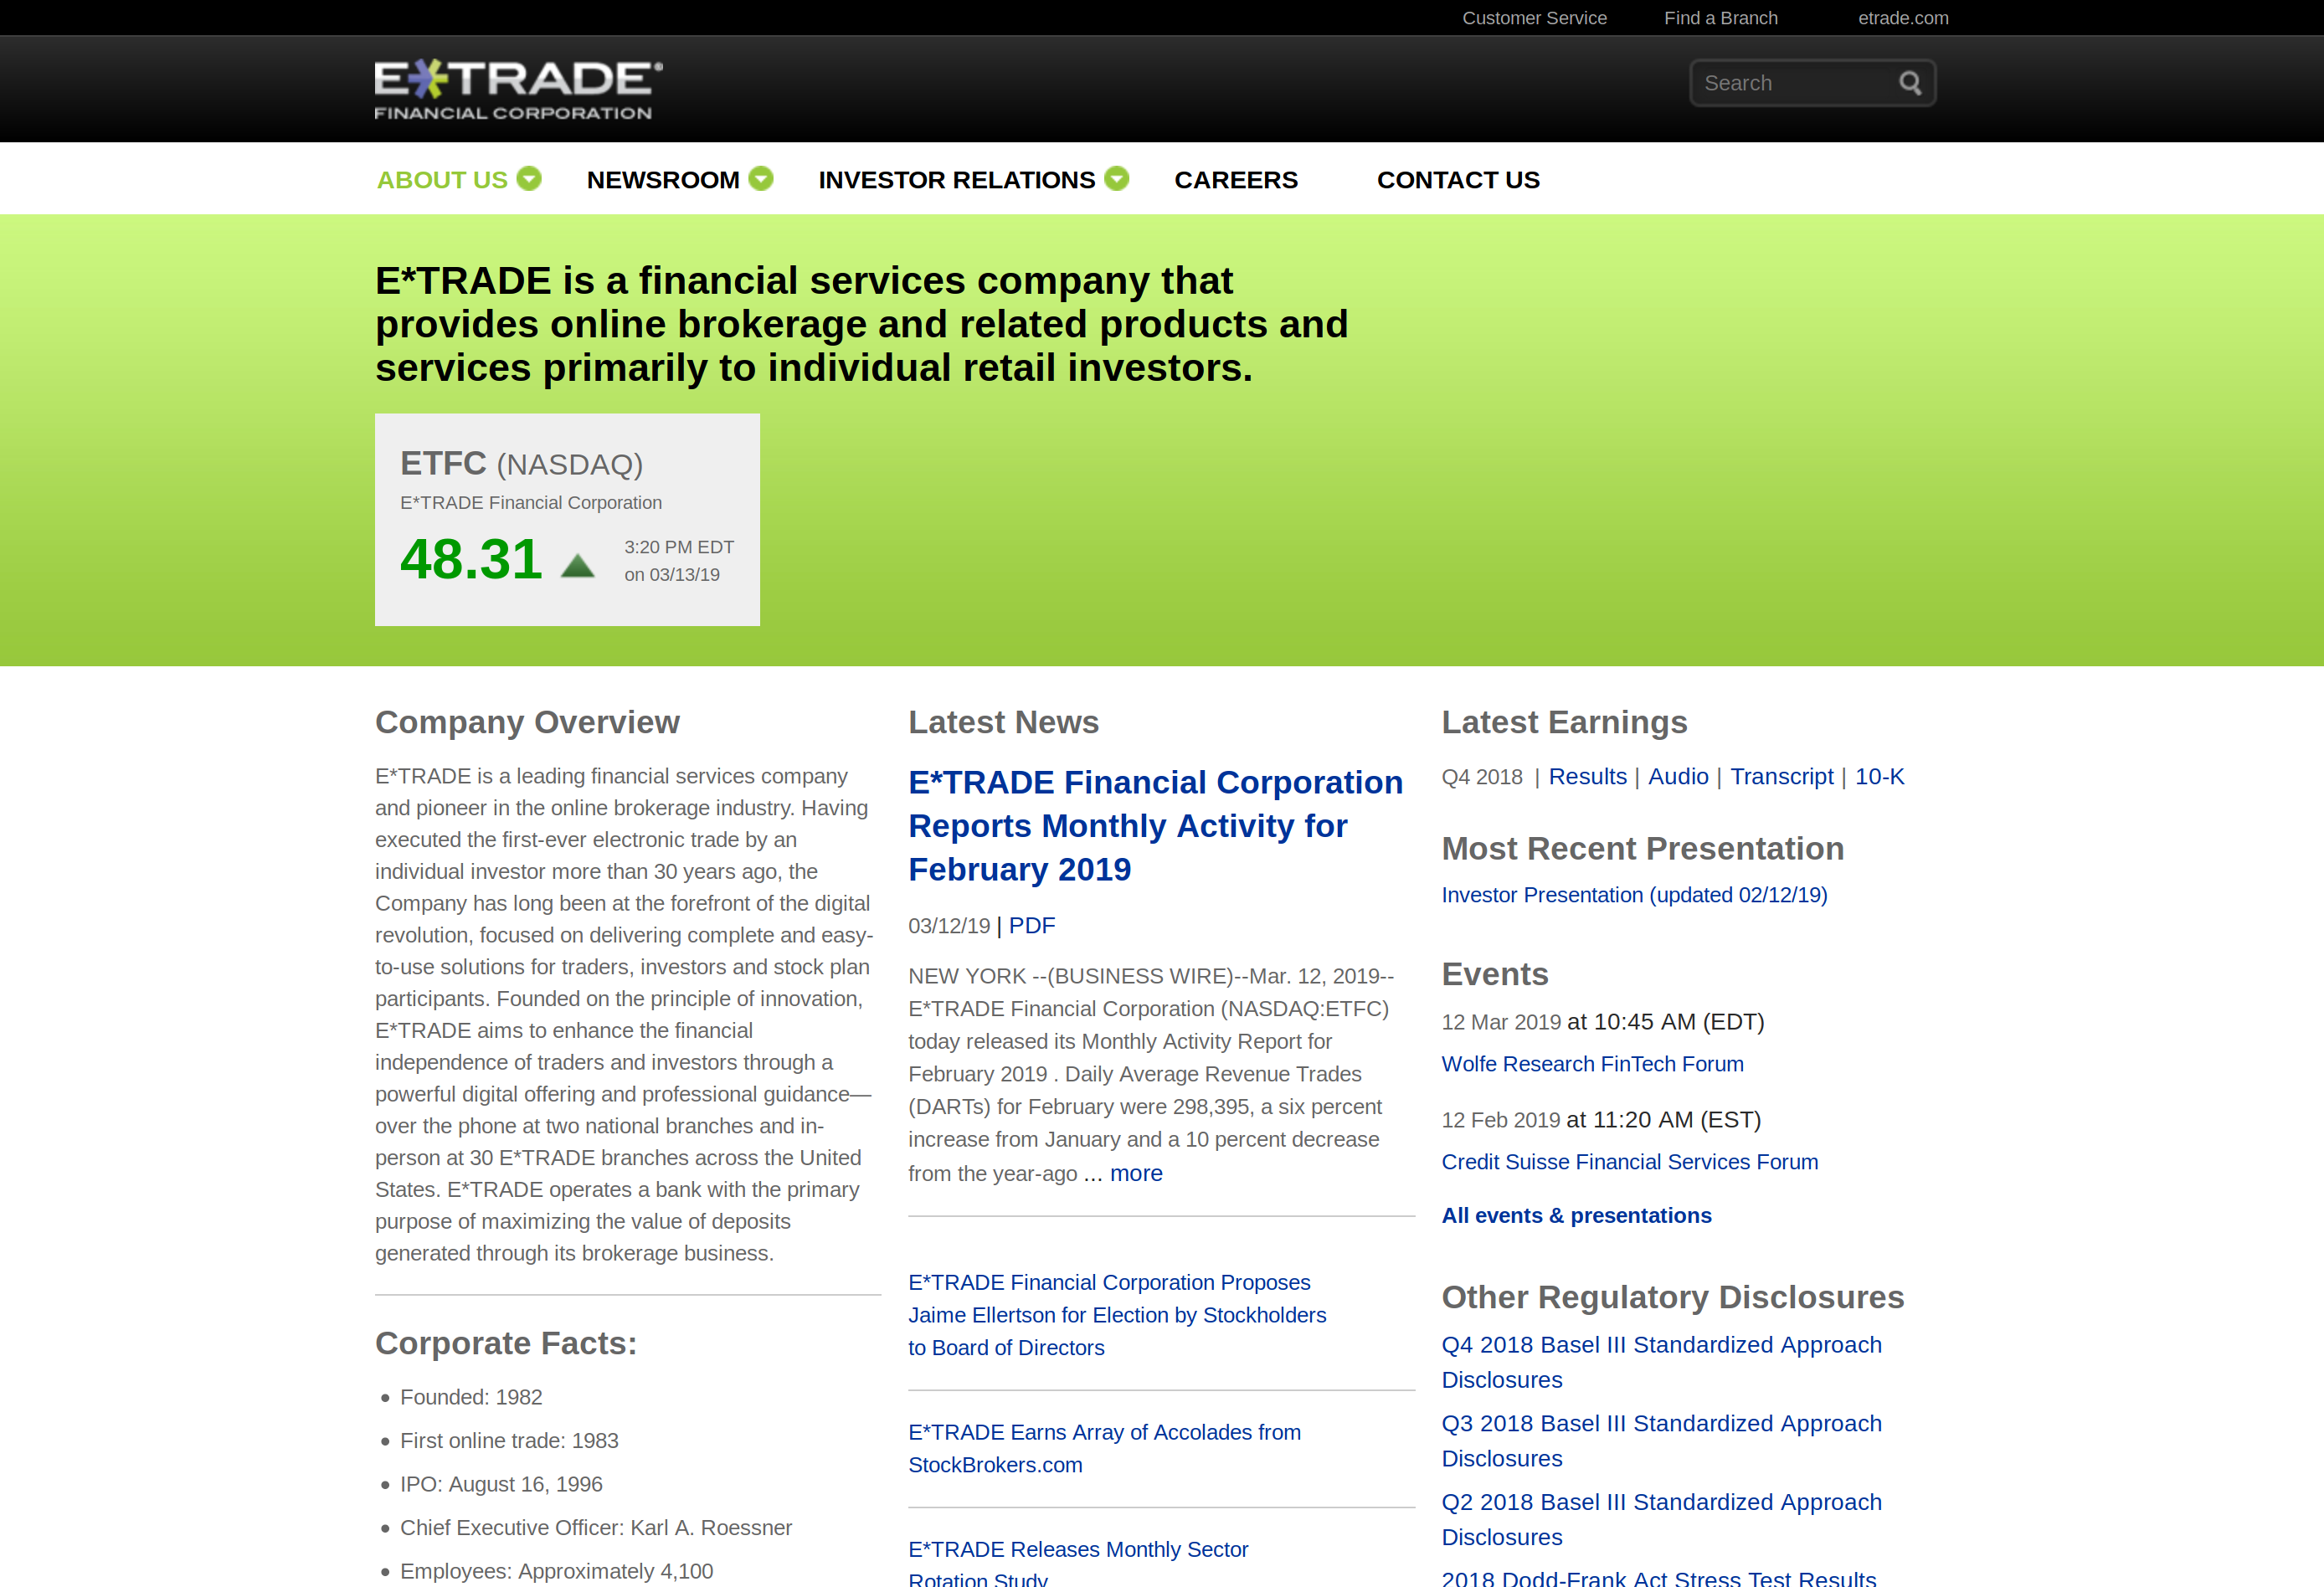 Customer Service Find a Branch etrade.com
E*TRADE®
FINANCIAL CORPORATION
Search
ABOUT US NEWSROOM INVESTOR RELATIONS CAREERS CONTACT US
E*TRADE is a financial services company that
provides online brokerage and related products and
services primarily to individual retail investors.
ETFC (NASDAQ)
E*TRADE Financial Corporation
48.31
3:20 PM EDT
on 03/13/19
Company Overview
E*TRADE is a leading financial services company
and pioneer in the online brokerage industry. Having
executed the first-ever electronic trade by an
individual investor more than 30 years ago, the
Company has long been at the forefront of the digital
revolution, focused on delivering complete and easy-
to-use solutions for traders, investors and stock plan
participants. Founded on the principle of innovation,
E*TRADE aims to enhance the financial
independence of traders and investors through a
powerful digital offering and professional guidance—
over the phone at two national branches and in-
person at 30 E*TRADE branches across the United
States. E*TRADE operates a bank with the primary
purpose of maximizing the value of deposits
generated through its brokerage business.
Corporate Facts:
Founded: 1982
First online trade: 1983
IPO: August 16, 1996
Chief Executive Officer: Karl A. Roessner
Employees: Approximately 4,100
Latest News
E*TRADE Financial Corporation
Reports Monthly Activity for
February 2019
03/12/19 | PDF
NEW YORK --(BUSINESS WIRE)--Mar. 12, 2019--
E*TRADE Financial Corporation (NASDAQ:ETFC)
today released its Monthly Activity Report for
February 2019 . Daily Average Revenue Trades
(DARTs) for February were 298,395, a six percent
increase from January and a 10 percent decrease
from the year-ago ... more
E*TRADE Financial Corporation Proposes
Jaime Ellertson for Election by Stockholders
to Board of Directors
E*TRADE Earns Array of Accolades from
StockBrokers.com
E*TRADE Releases Monthly Sector
Rotation Study
Latest Earnings
Q4 2018 | Results | Audio | Transcript | 10-K
Most Recent Presentation
Investor Presentation (updated 02/12/19)
Events
12 Mar 2019 at 10:45 AM (EDT)
Wolfe Research FinTech Forum
12 Feb 2019 at 11:20 AM (EST)
Credit Suisse Financial Services Forum
All events & presentations
Other Regulatory Disclosures
Q4 2018 Basel III Standardized Approach
Disclosures
Q3 2018 Basel III Standardized Approach
Disclosures
Q2 2018 Basel III Standardized Approach
Disclosures
2018 Dodd-Frank Act Stress Test Results